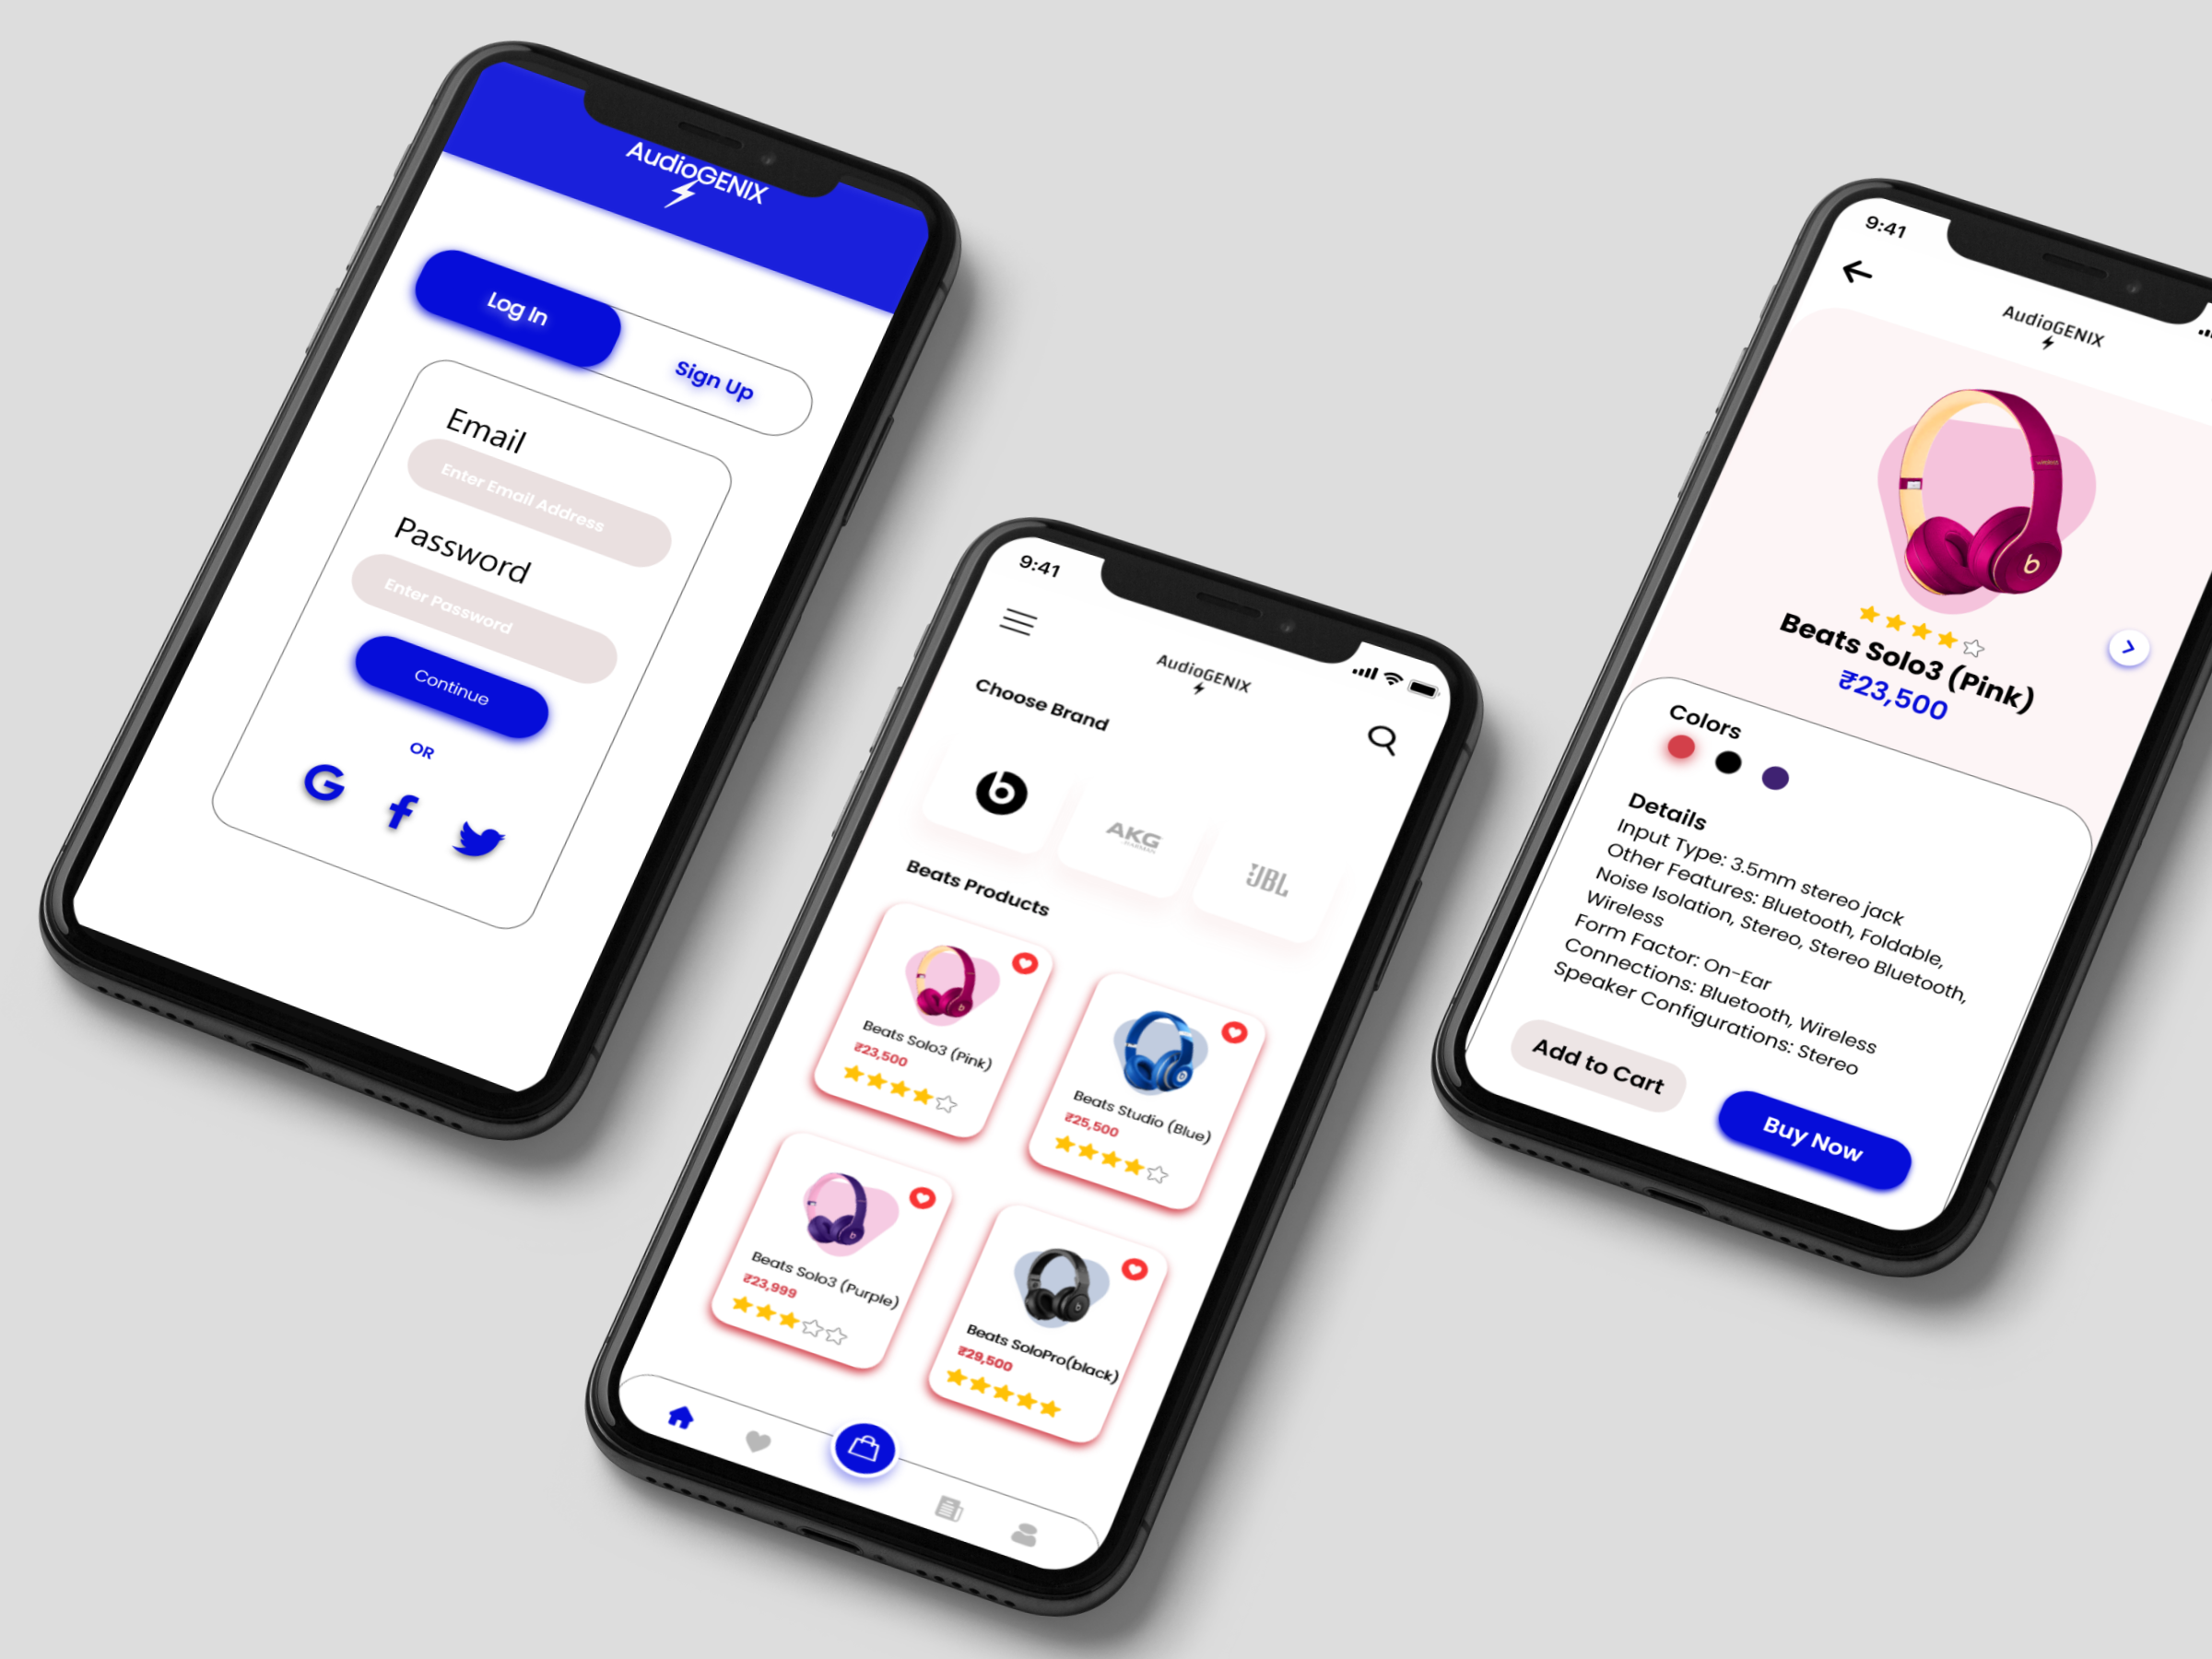 AudioGENIX
Log In
Sign Up
Email
Enter Email Address
Password
Enter Password
Continue
OR
9:41
AudioGENIX
Choose Brand
AKG
JBL
Beats Products
Beats Solo3 (Pink)
₹23,500
Beats Studio (Blue)
₹25,500
Beats Solo3 (Purple)
₹23,999
Beats SoloPro(black)
₹29,500
9:41
AudioGENIX
Beats Solo3 (Pink)
₹23,500
Colors
Details
Input Type: 3.5mm stereo jack
Other Features: Bluetooth, Foldable,
Noise Isolation, Stereo, Stereo Bluetooth,
Wireless
Form Factor: On-Ear
Connections: Bluetooth, Wireless
Speaker Configurations: Stereo
Add to Cart
Buy Now